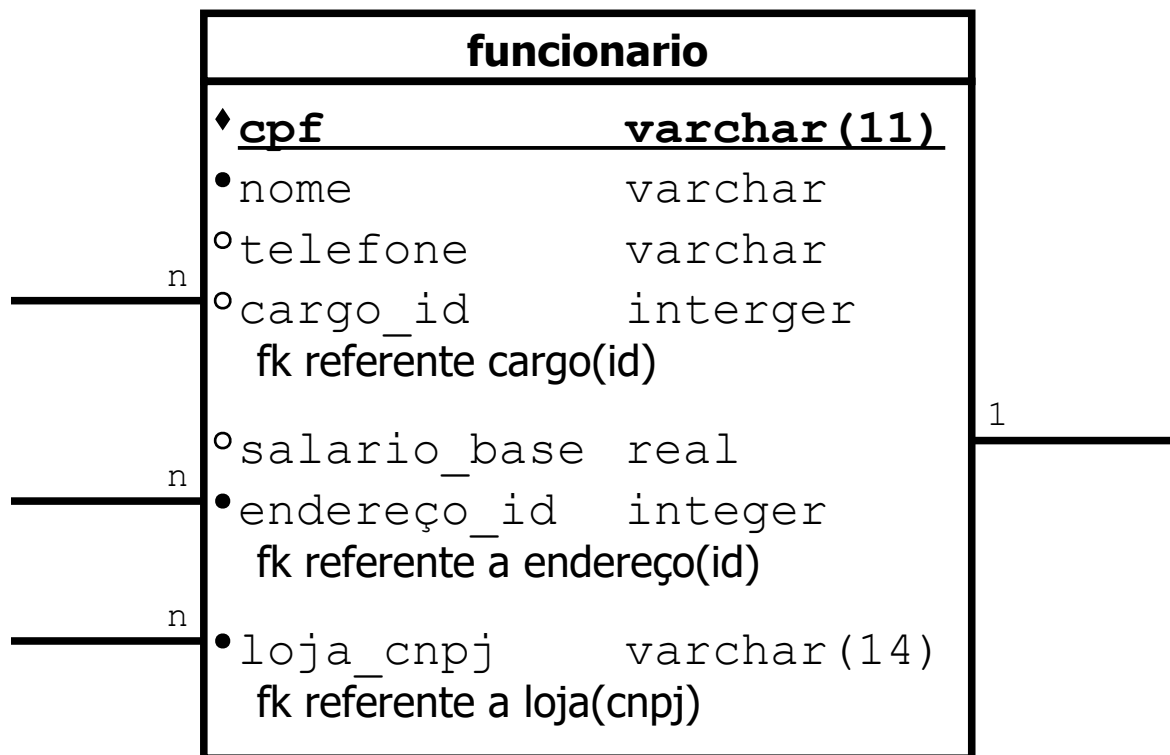 funcionario
cpf varchar(11)
nome varchar
telefone varchar
n
cargo_id interger
fk referente cargo(id)
1
salario_base real
n
endereço_id integer
fk referente a endereço(id)
n
loja_cnpj varchar(14)
fk referente a loja(cnpj)